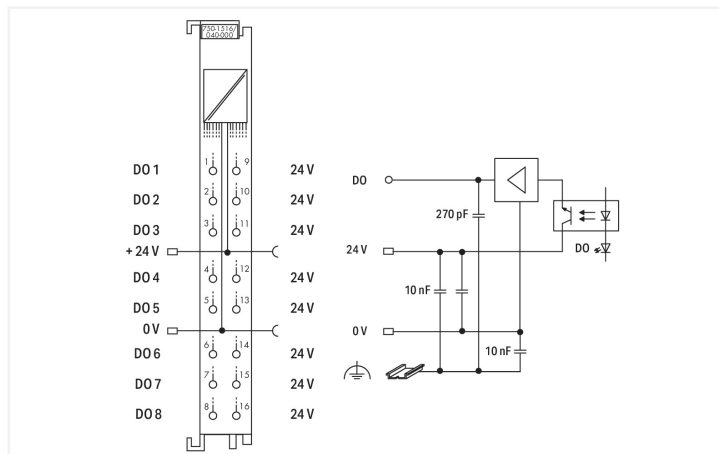 750-1516/
040-000
DO 1 1 9 24 V
DO 2 2 10 24 V
DO 3 3 11 24 V
+ 24 V
DO 4 4 12 24 V
DO 5 5 13 24 V
0 V
DO 6 6 14 24 V
DO 7 7 15 24 V
DO 8 8 16 24 V
DO
270 pF
24 V
DO
10 nF
0 V
10 nF